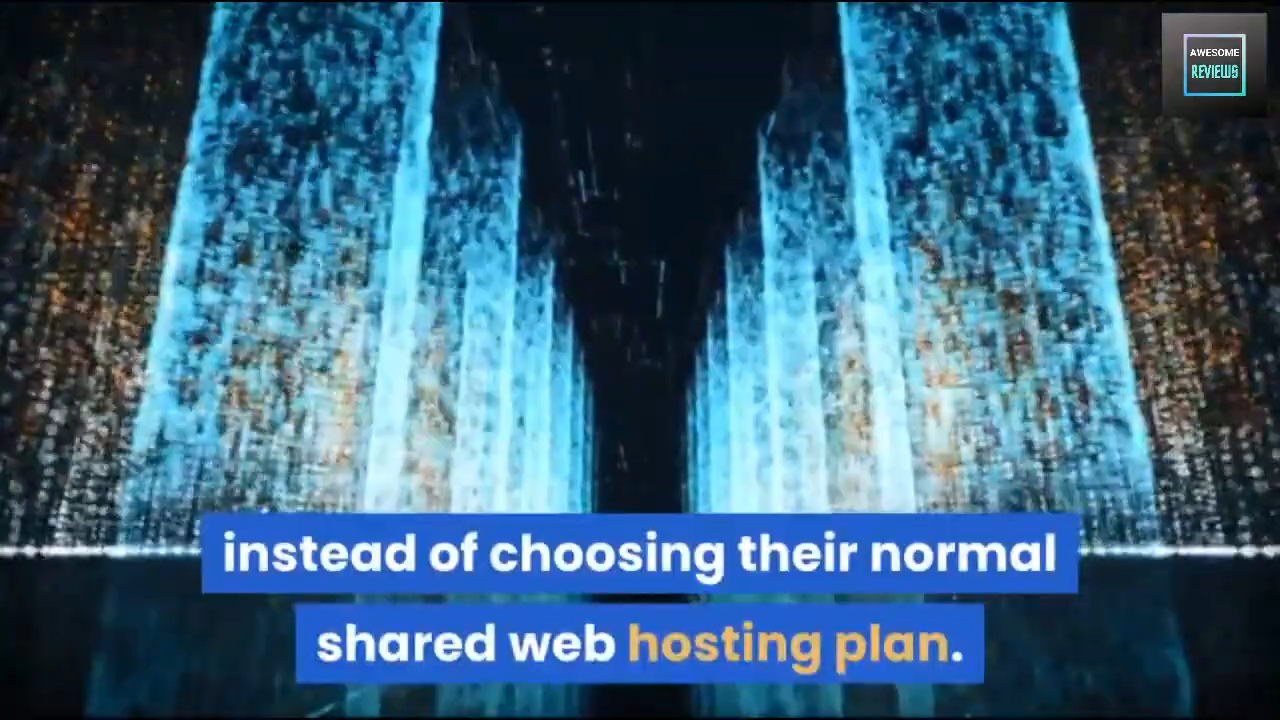 AWESOME
REVIEWS
instead of choosing their normal
shared web hosting plan.